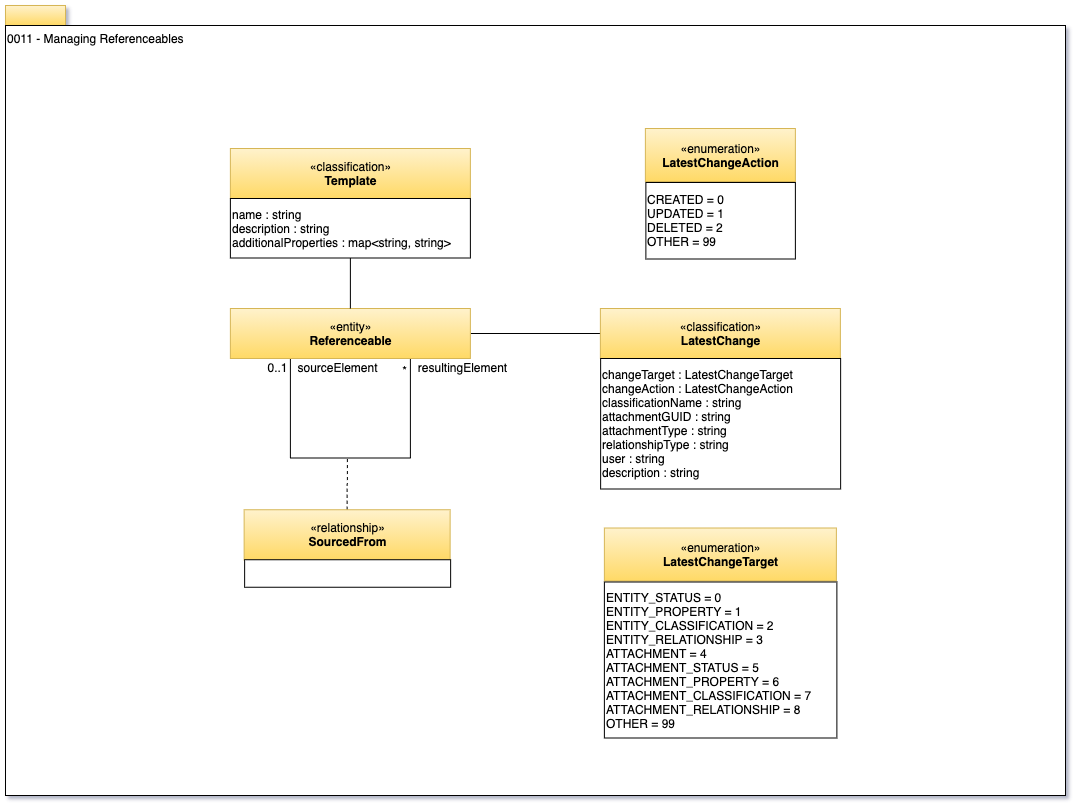 0011 - Managing Referenceables
«classification»
Template
name : string
description : string
additionalProperties : map<string, string>
«enumeration»
LatestChangeAction
CREATED = 0
UPDATED = 1
DELETED = 2
OTHER = 99
«entity»
Referenceable
0..1 sourceElement * resultingElement
«classification»
LatestChange
changeTarget : LatestChangeTarget
changeAction : LatestChangeAction
classificationName : string
attachmentGUID : string
attachmentType : string
relationshipType : string
user : string
description : string
«relationship»
SourcedFrom
«enumeration»
LatestChangeTarget
ENTITY_STATUS = 0
ENTITY_PROPERTY = 1
ENTITY_CLASSIFICATION = 2
ENTITY_RELATIONSHIP = 3
ATTACHMENT = 4
ATTACHMENT_STATUS = 5
ATTACHMENT_PROPERTY = 6
ATTACHMENT_CLASSIFICATION = 7
ATTACHMENT_RELATIONSHIP = 8
OTHER = 99